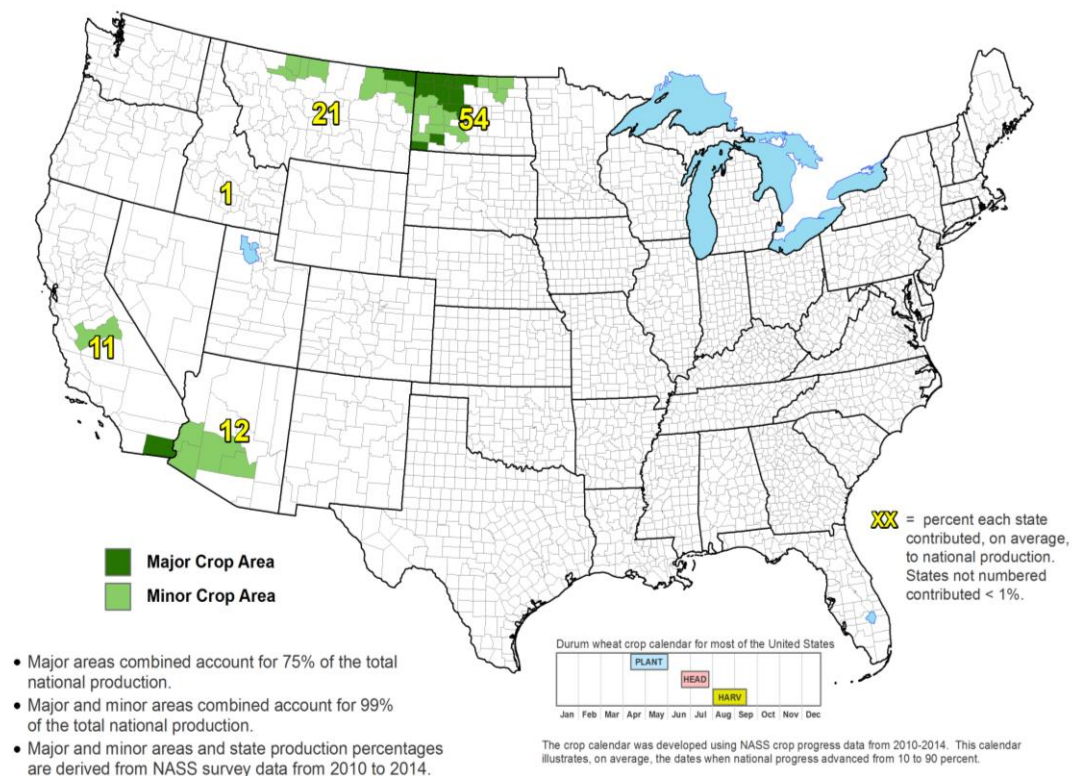 21
54
1
11
12
XX = percent each state
contributed, on average,
to national production.
States not numbered
contributed < 1%.
Major Crop Area
Minor Crop Area
• Major areas combined account for 75% of the total
national production.
• Major and minor areas combined account for 99%
of the total national production.
• Major and minor areas and state production percentages
are derived from NASS survey data from 2010 to 2014.
Durum wheat crop calendar for most of the United States
PLANT
HEAD
HARV
Jan Feb Mar Apr May Jun Jul Aug Sep Oct Nov Dec
The crop calendar was developed using NASS crop progress data from 2010-2014. This calendar
illustrates, on average, the dates when national progress advanced from 10 to 90 percent.